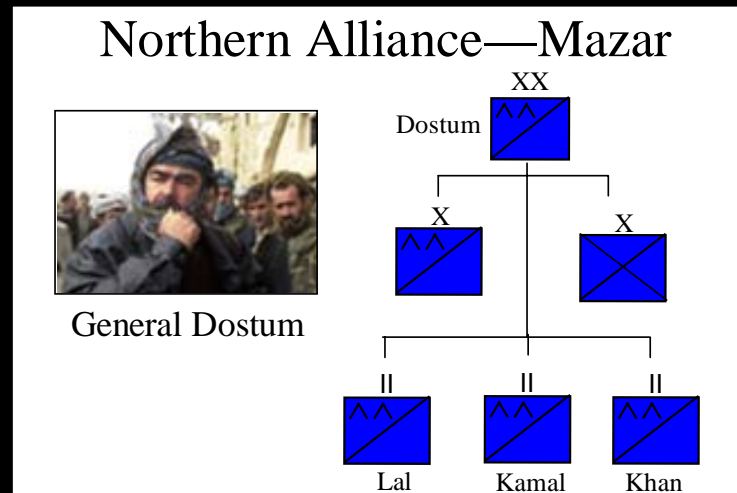 Northern Alliance—Mazar
XX
Dostum
X
X
General Dostum
II
II
II
Lal
Kamal
Khan